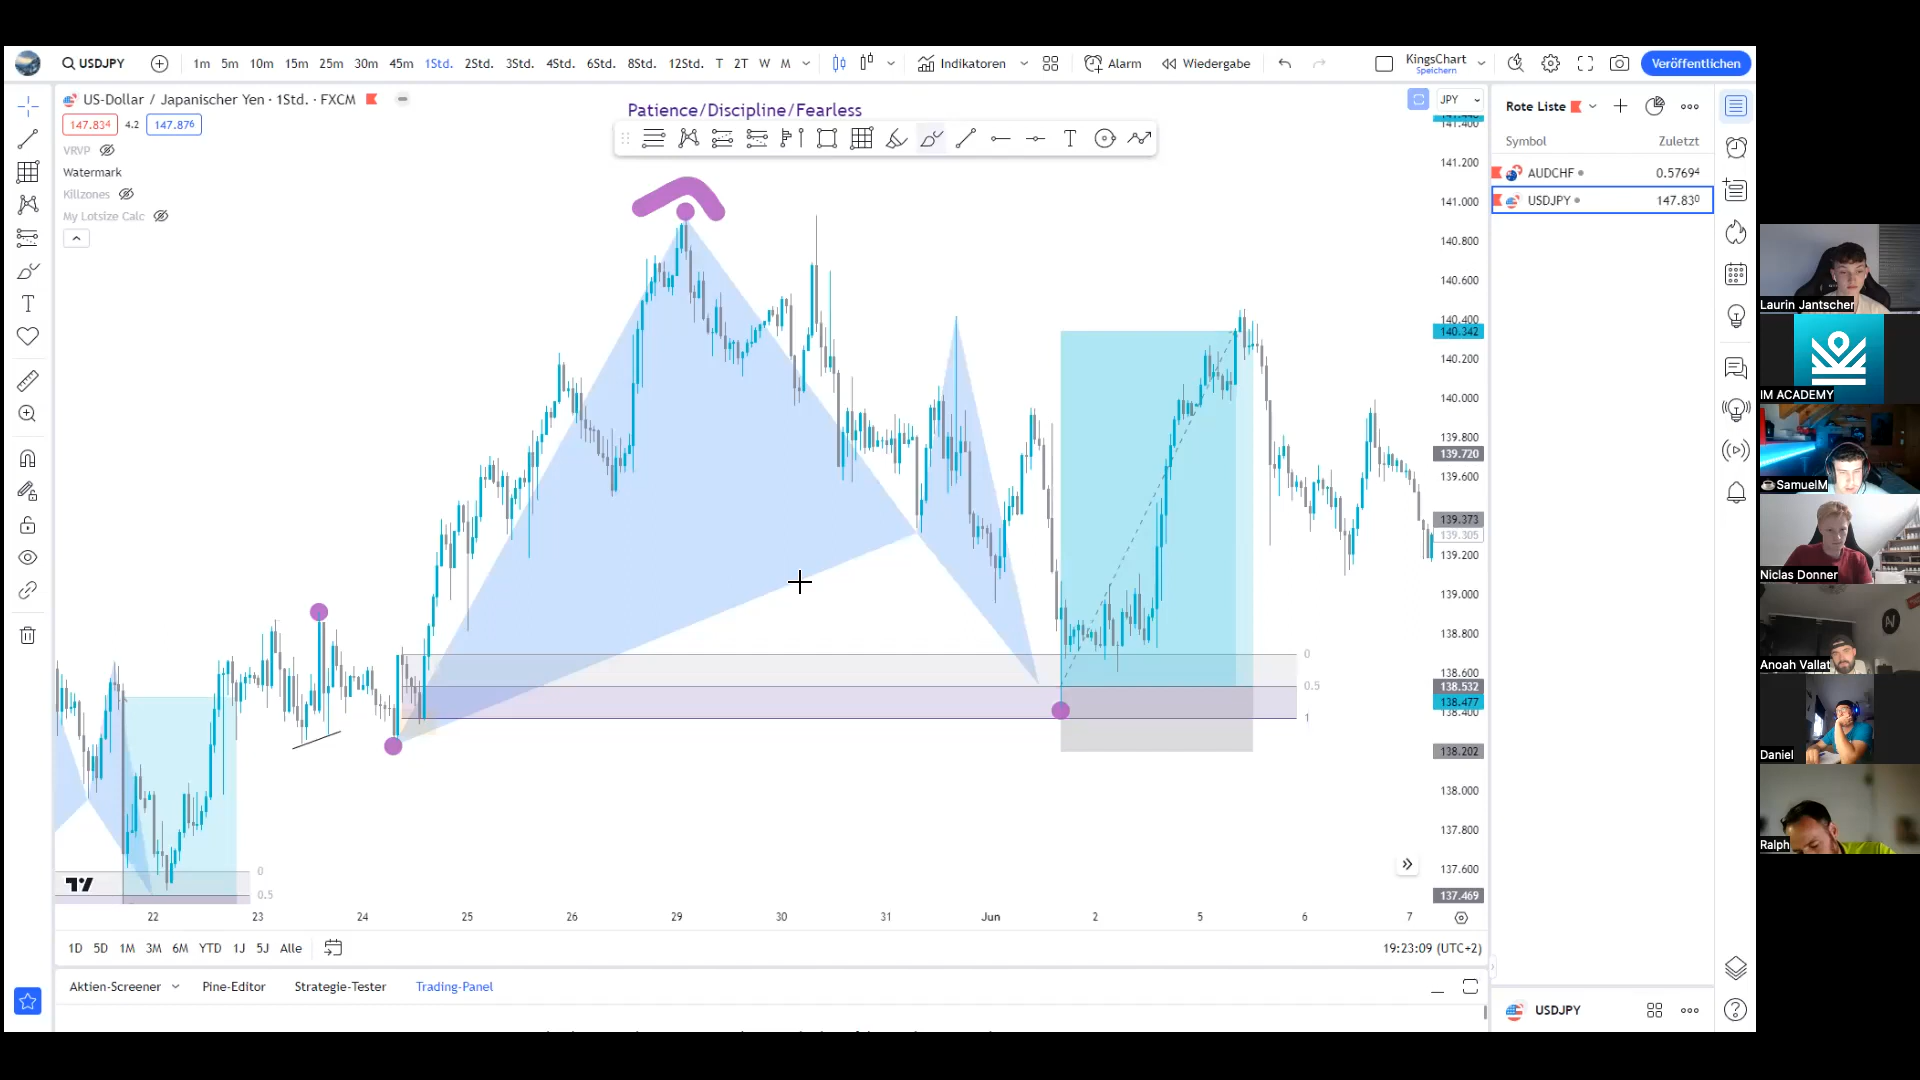 USDJPY
1m 5m 10m 15m 25m 30m 45m 1Std. 2Std. 3Std. 4Std. 6Std. 8Std. 12Std. T 2T W M
Indikatoren
Alarm
Wiedergabe
KingsChart
Speichern
Veröffentlichen
US-Dollar / Japanischer Yen · 1Std. · FXCM
147.834 4.2 147.876
VRVP
Watermark
Killzones
My Lotsize Calc
Patience/Discipline/Fearless
JPY
141.400
141.200
141.000
140.800
140.600
140.400
140.342
140.200
140.000
139.800
139.720
139.600
139.373
139.305
139.200
139.000
138.800
138.600
138.532
138.477
138.400
138.202
138.000
137.800
137.600
137.469
0
0.5
1
0
0.5
22 23 24 25 26 29 30 31 Jun 2 5 6 7
1D 5D 1M 3M 6M YTD 1J 5J Alle
19:23:09 (UTC+2)
Aktien-Screener
Pine-Editor
Strategie-Tester
Trading-Panel
Rote Liste
Symbol Zuletzt
AUDCHF 0.57694
USDJPY 147.830
USDJPY
Laurin Jantscher
IM ACADEMY
SamuelM
Niclas Donner
Anoah Vallat
Daniel
Ralph